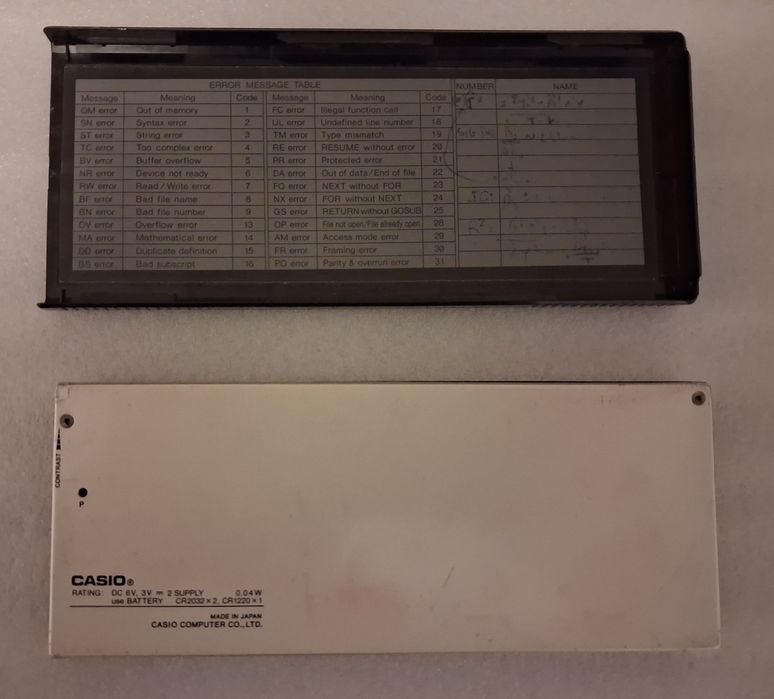 ERROR MESSAGE TABLE NUMBER NAME
Message Meaning Code Message Meaning Code
OM error Out of memory 1 FC error Illegal function call 17
SN error Syntax error 2 UL error Undefined line number 18
ST error String error 3 TM error Type mismatch 19
TC error Too complex error 4 RE error RESUME without error 20
BV error Buffer overflow 5 PR error Protected error 21
NR error Device not ready 6 DA error Out of data/End of file 22
RW error Read / Write error 7 FO error NEXT without FOR 23
BF error Bad file name 8 NX error FOR without NEXT 24
BN error Bad file number 9 GS error RETURN without GOSUB 25
OV error Overflow error 13 OP error File not open/File already open 28
MA error Mathematical error 14 AM error Access mode error 29
DD error Duplicate definition 15 FR error Framing error 30
BS error Bad subscript 16 PO error Parity & overrun error 31
CONTRAST
P
CASIO®
RATING: DC 6V, 3V ⎓ 2 SUPPLY 0.04W
use BATTERY CR2032×2, CR1220×1
MADE IN JAPAN
CASIO COMPUTER CO., LTD.